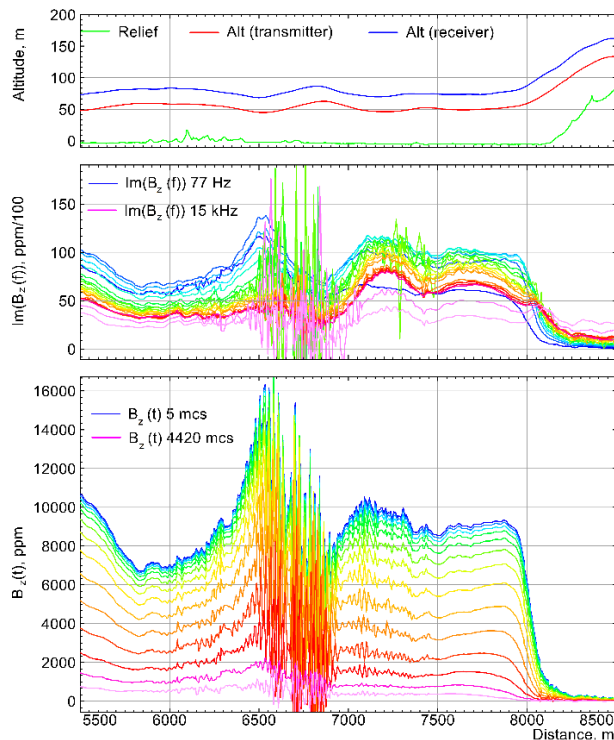 200
Relief Alt (transmitter) Alt (receiver)
150
100
50
0
Altitude, m
Im(Bz (f)) 77 Hz
Im(Bz (f)) 15 kHz
150
100
50
0
Im(Bz (f)), ppm/100
Bz (t) 5 mcs
Bz (t) 4420 mcs
16000
14000
12000
10000
8000
6000
4000
2000
0
Bz(t), ppm
5400 6000 6500 7000 7500 8000 8500
Distance, m